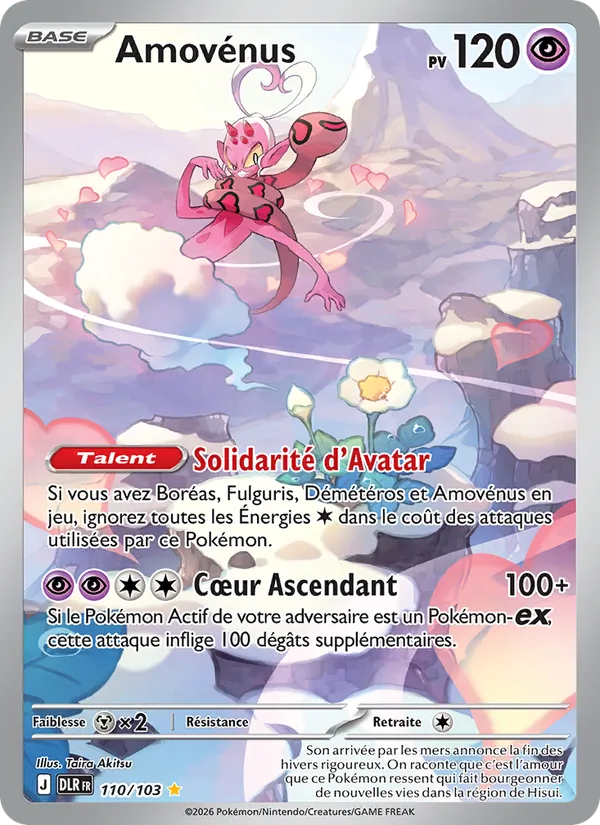 BASE
Amovénus
PV 120
Talent Solidarité d'Avatar
Si vous avez Boréas, Fulguris, Démétéros et Amovénus en
jeu, ignorez toutes les Énergies dans le coût des attaques
utilisées par ce Pokémon.
Cœur Ascendant 100+
Si le Pokémon Actif de votre adversaire est un Pokémon-ex,
cette attaque inflige 100 dégâts supplémentaires.
Faiblesse ×2 Résistance Retraite
Illus. Taira Akitsu
J DLR FR 110/103
Son arrivée par les mers annonce la fin des
hivers rigoureux. On raconte que c'est l'amour
que ce Pokémon ressent qui fait bourgeonner
de nouvelles vies dans la région de Hisui.
©2026 Pokémon/Nintendo/Creatures/GAME FREAK